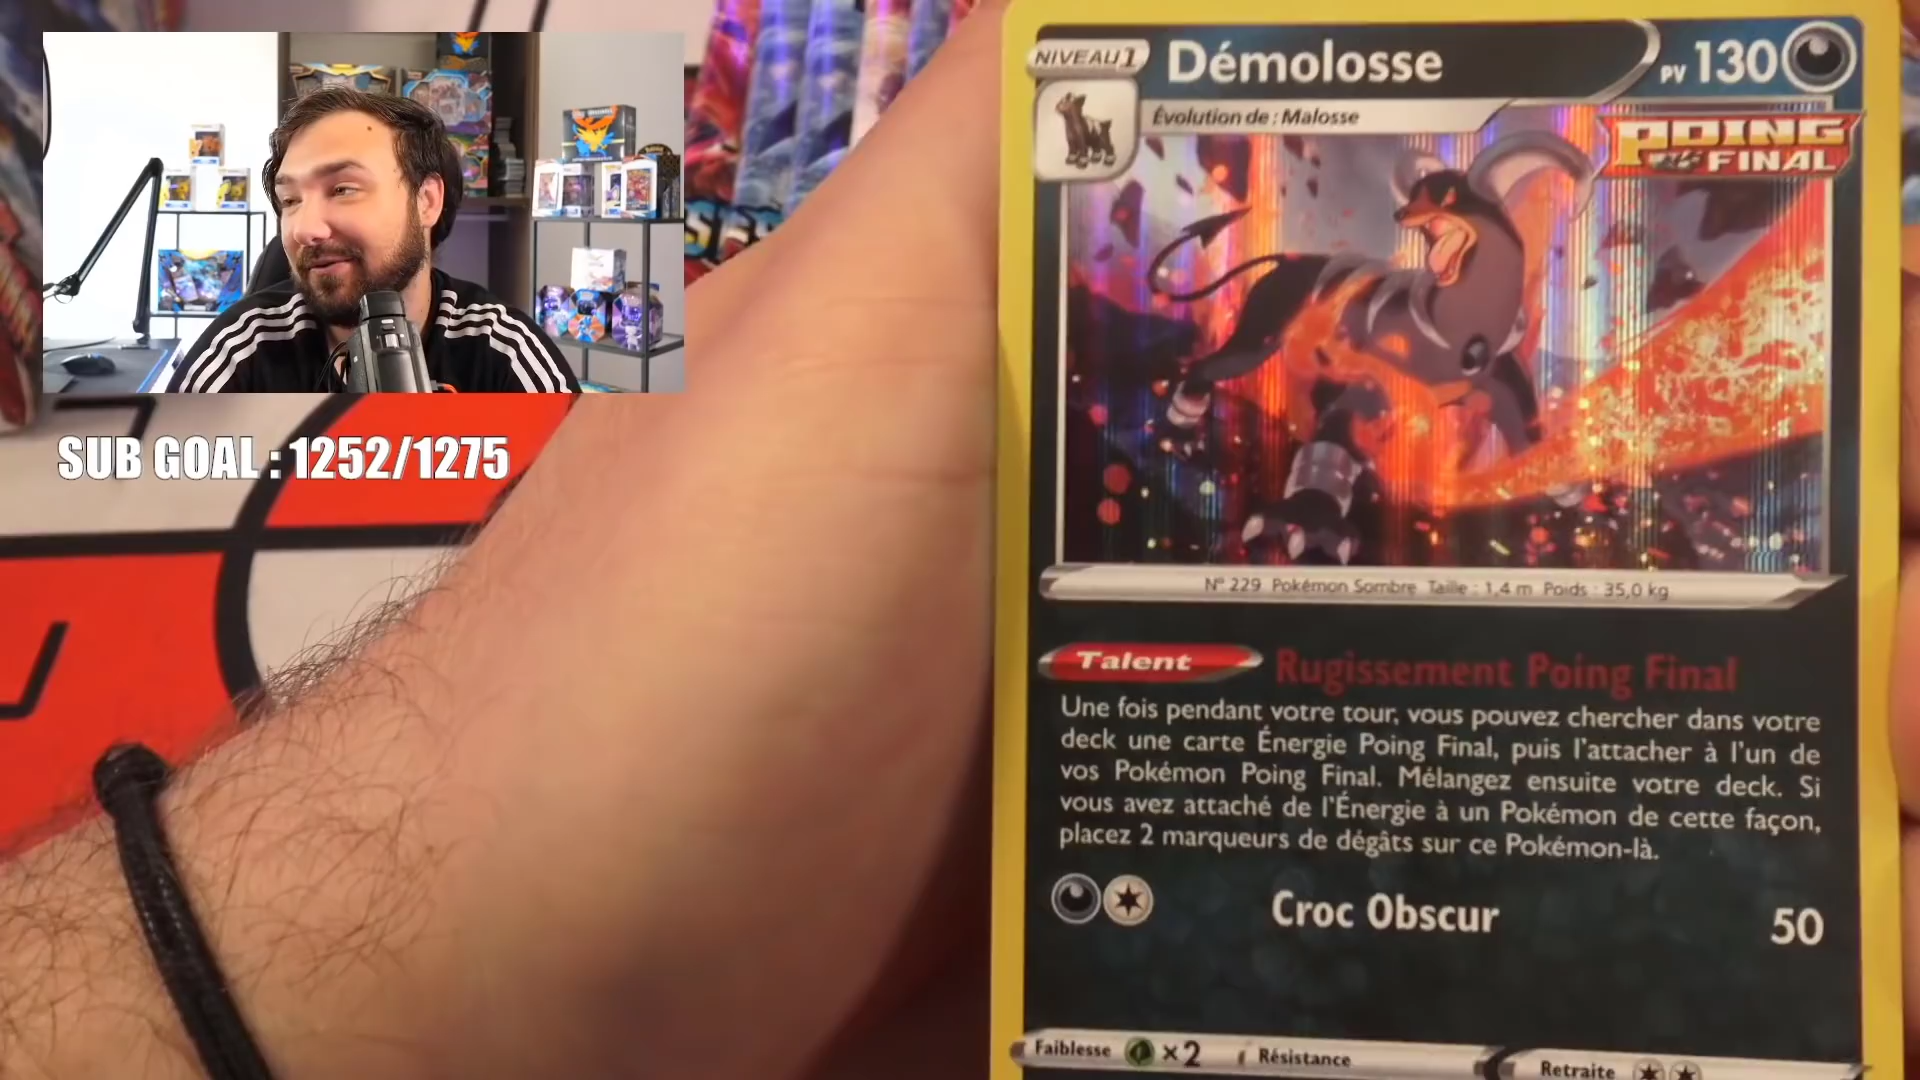 SUB GOAL : 1252/1275
NIVEAU 1
Démolosse
PV 130
Évolution de : Malosse
POING
FINAL
N° 229 Pokémon Sombre Taille : 1,4 m Poids : 35,0 kg
Talent
Rugissement Poing Final
Une fois pendant votre tour, vous pouvez chercher dans votre
deck une carte Énergie Poing Final, puis l'attacher à l'un de
vos Pokémon Poing Final. Mélangez ensuite votre deck. Si
vous avez attaché de l'Énergie à un Pokémon de cette façon,
placez 2 marqueurs de dégâts sur ce Pokémon-là.
Croc Obscur
50
Faiblesse ×2
Résistance
Retraite